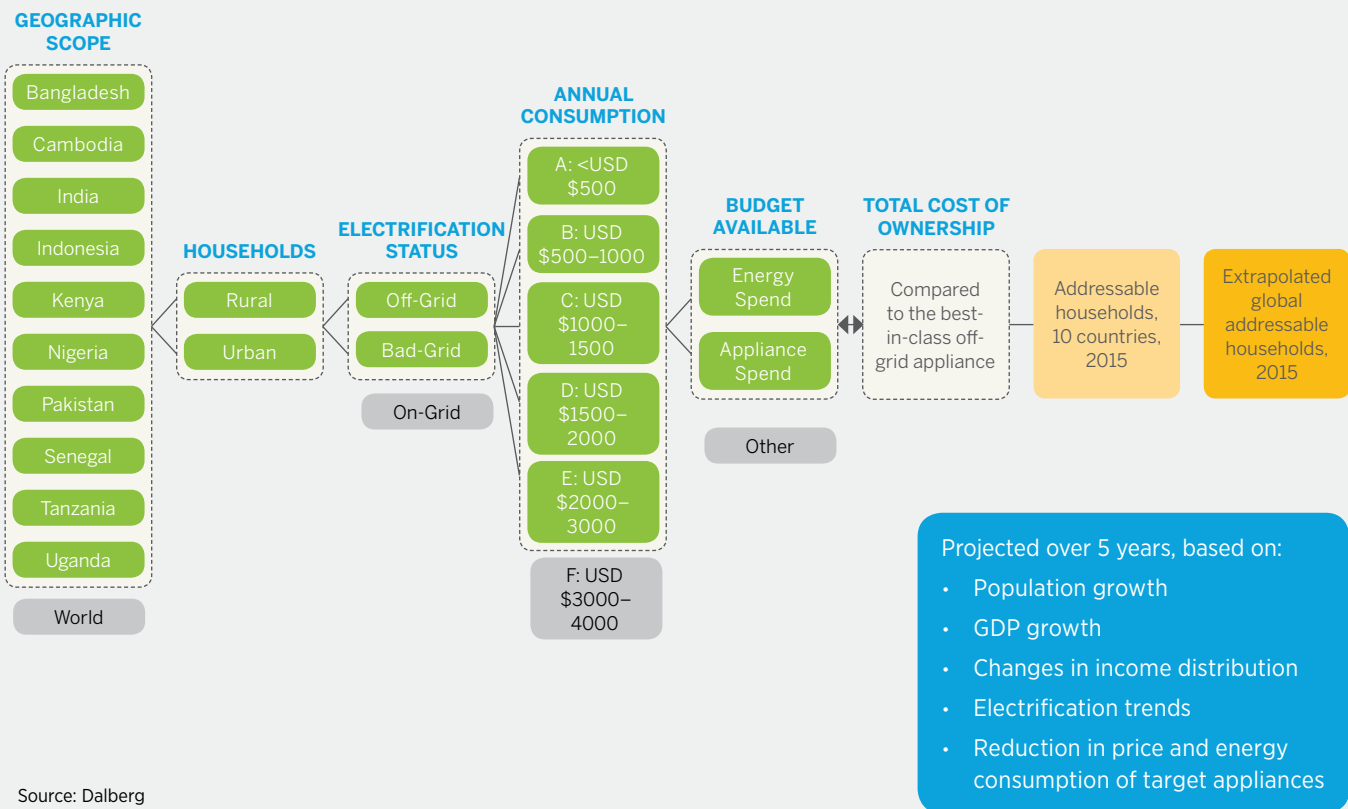 GEOGRAPHIC
SCOPE
Bangladesh
Cambodia
India
Indonesia
Kenya
Nigeria
Pakistan
Senegal
Tanzania
Uganda
World
HOUSEHOLDS
Rural
Urban
ELECTRIFICATION
STATUS
Off-Grid
Bad-Grid
On-Grid
ANNUAL
CONSUMPTION
A: <USD
$500
B: USD
$500–1000
C: USD
$1000–
1500
D: USD
$1500–
2000
E: USD
$2000–
3000
F: USD
$3000–
4000
BUDGET
AVAILABLE
Energy
Spend
Appliance
Spend
Other
TOTAL COST OF
OWNERSHIP
Compared
to the best-
in-class off-
grid appliance
Addressable
households,
10 countries,
2015
Extrapolated
global
addressable
households,
2015
Projected over 5 years, based on:
• Population growth
• GDP growth
• Changes in income distribution
• Electrification trends
• Reduction in price and energy
consumption of target appliances
Source: Dalberg